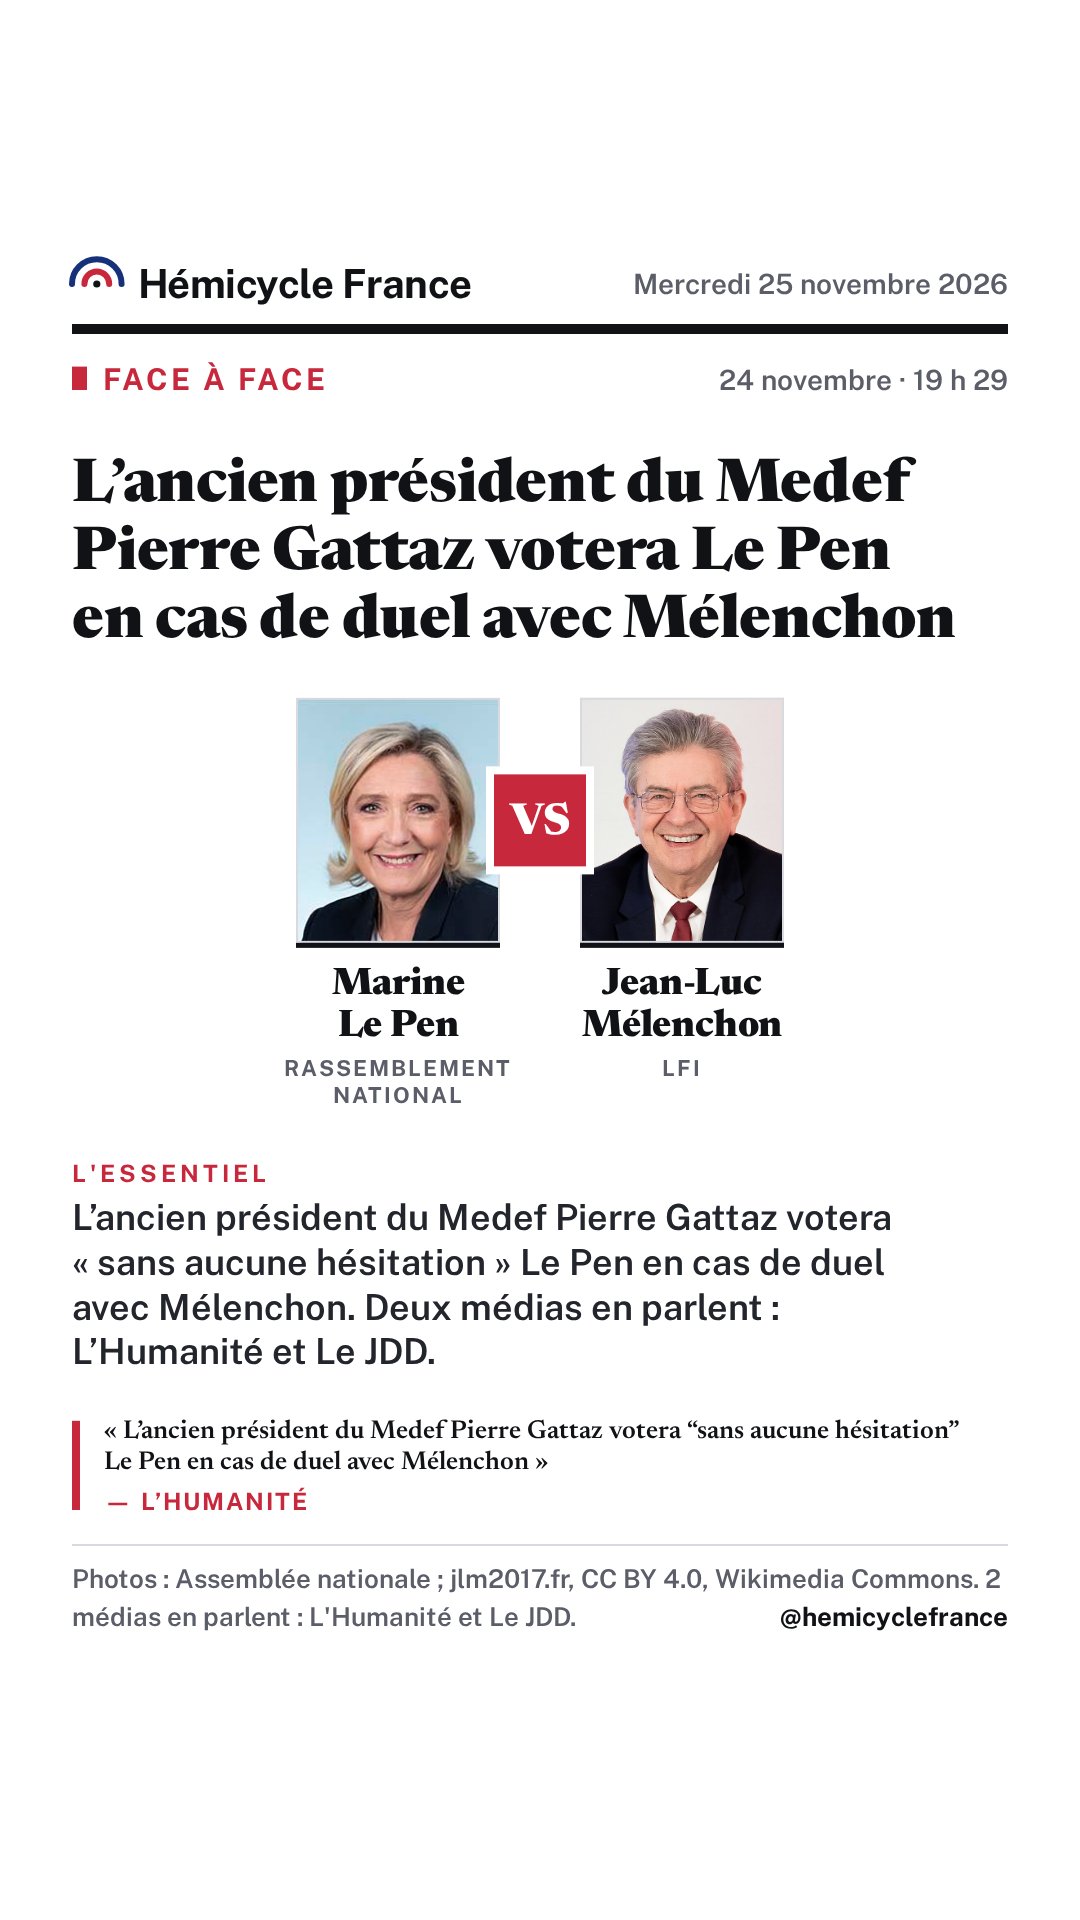 Hémicycle France
Mercredi 25 novembre 2026
FACE À FACE
24 novembre · 19 h 29
L’ancien président du Medef
Pierre Gattaz votera Le Pen
en cas de duel avec Mélenchon
VS
Marine
Le Pen
RASSEMBLEMENT
NATIONAL
Jean-Luc
Mélenchon
LFI
L'ESSENTIEL
L’ancien président du Medef Pierre Gattaz votera
« sans aucune hésitation » Le Pen en cas de duel
avec Mélenchon. Deux médias en parlent :
L’Humanité et Le JDD.
« L’ancien président du Medef Pierre Gattaz votera “sans aucune hésitation”
Le Pen en cas de duel avec Mélenchon »
— L’HUMANITÉ
Photos : Assemblée nationale ; jlm2017.fr, CC BY 4.0, Wikimedia Commons. 2
médias en parlent : L'Humanité et Le JDD.
@hemicyclefrance